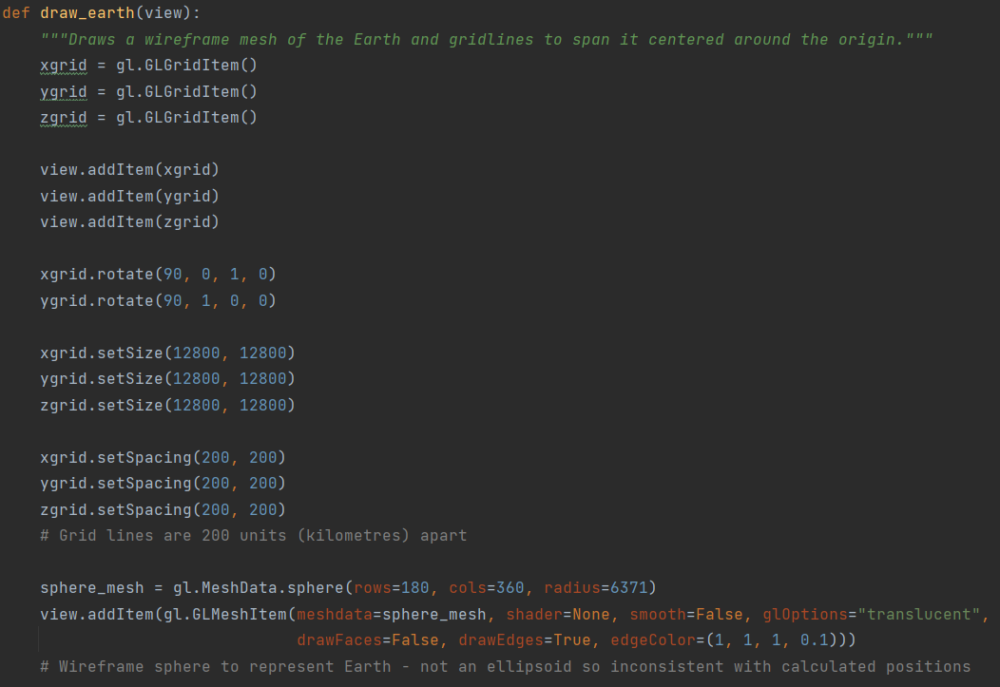 def draw_earth(view):
    """Draws a wireframe mesh of the Earth and gridlines to span it centered around the origin."""
    xgrid = gl.GLGridItem()
    ygrid = gl.GLGridItem()
    zgrid = gl.GLGridItem()

    view.addItem(xgrid)
    view.addItem(ygrid)
    view.addItem(zgrid)

    xgrid.rotate(90, 0, 1, 0)
    ygrid.rotate(90, 1, 0, 0)

    xgrid.setSize(12800, 12800)
    ygrid.setSize(12800, 12800)
    zgrid.setSize(12800, 12800)

    xgrid.setSpacing(200, 200)
    ygrid.setSpacing(200, 200)
    zgrid.setSpacing(200, 200)
    # Grid lines are 200 units (kilometres) apart

    sphere_mesh = gl.MeshData.sphere(rows=180, cols=360, radius=6371)
    view.addItem(gl.GLMeshItem(meshdata=sphere_mesh, shader=None, smooth=False, glOptions="translucent",
                               drawFaces=False, drawEdges=True, edgeColor=(1, 1, 1, 0.1)))
    # Wireframe sphere to represent Earth - not an ellipsoid so inconsistent with calculated positions